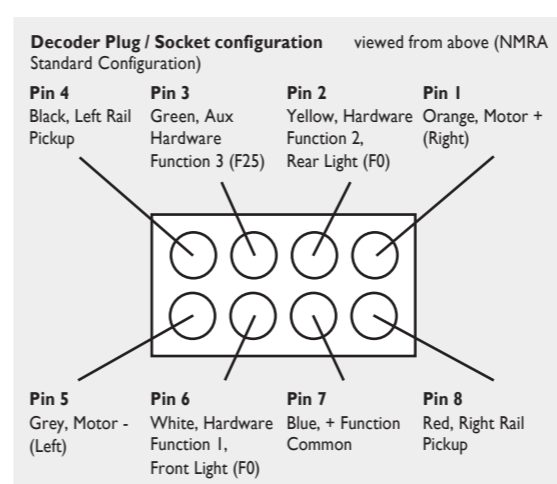 Decoder Plug / Socket configuration viewed from above (NMRA
Standard Configuration)
Pin 4
Black, Left Rail
Pickup
Pin 3
Green, Aux
Hardware
Function 3 (F25)
Pin 2
Yellow, Hardware
Function 2,
Rear Light (F0)
Pin 1
Orange, Motor +
(Right)
Pin 5
Grey, Motor -
(Left)
Pin 6
White, Hardware
Function 1,
Front Light (F0)
Pin 7
Blue, + Function
Common
Pin 8
Red, Right Rail
Pickup